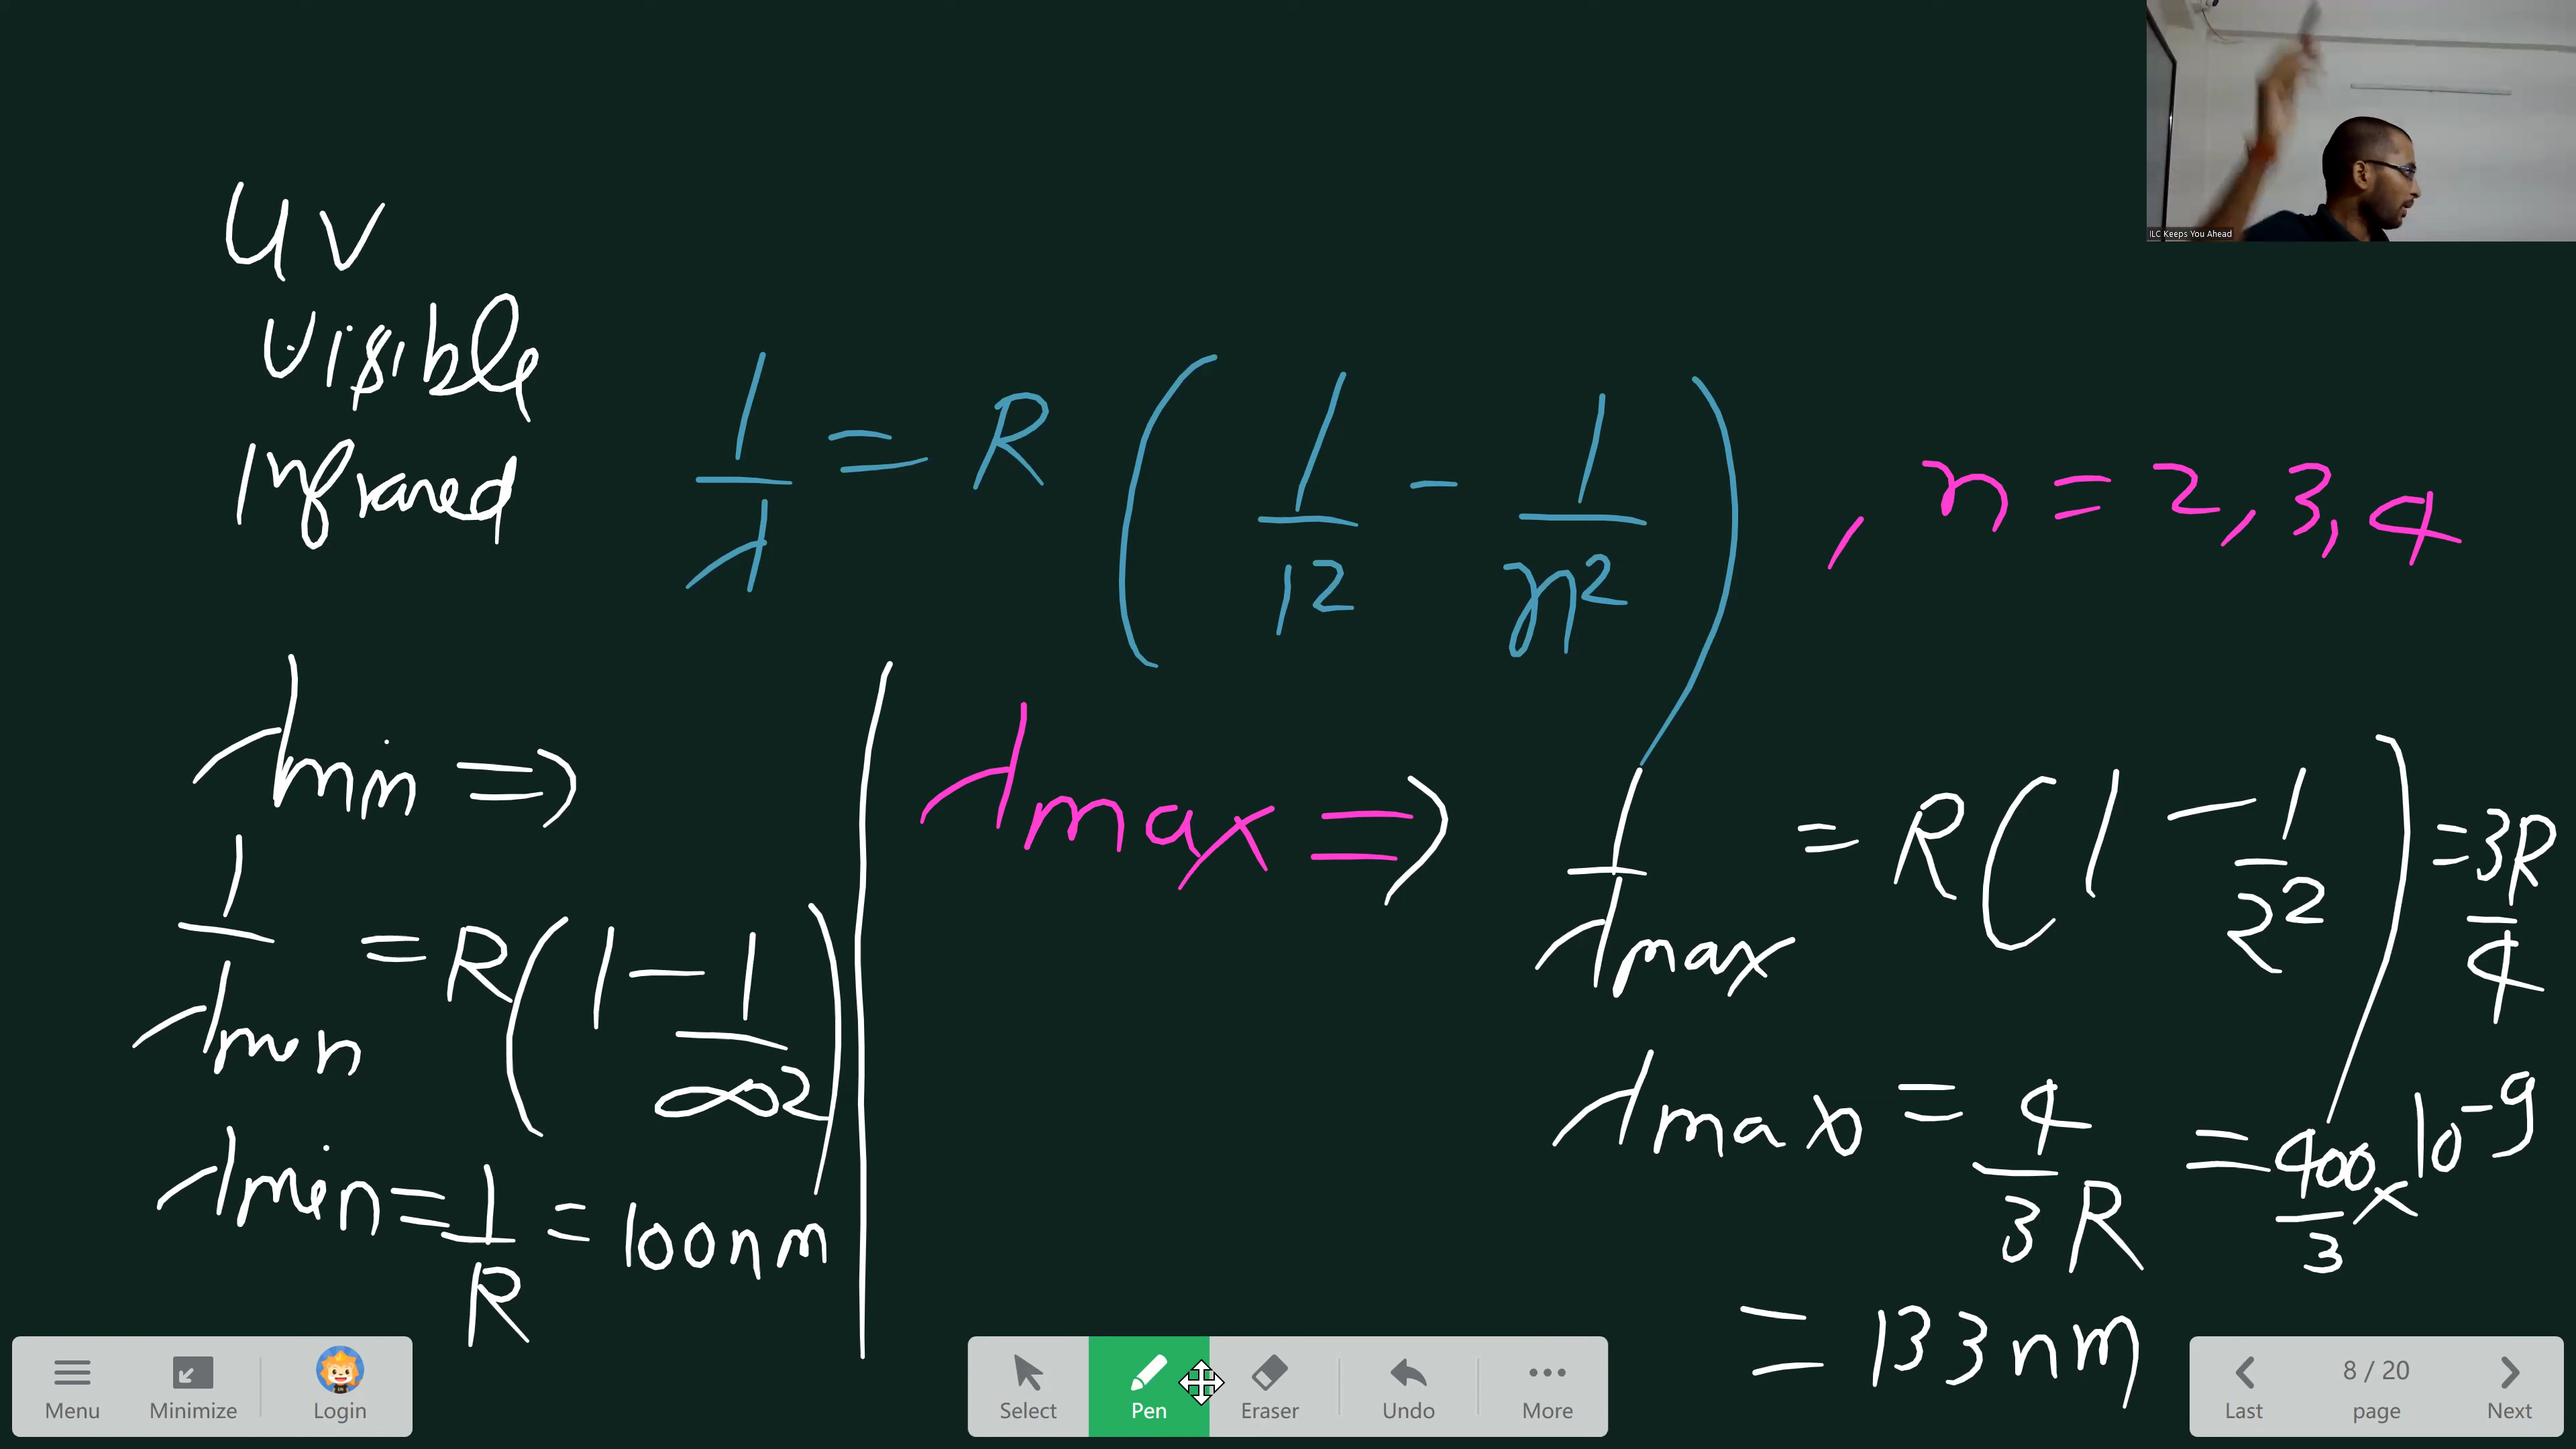 ILC Keeps You Ahead
UV
Visible
Infrared
1/λ = R (1/1² - 1/n²), n = 2, 3, 4
λmin ⇒
1/λmin = R(1 - 1/∞²)
λmin = 1/R = 100nm
λmax ⇒ 1/λmax = R(1 - 1/2²) = 3R/4
λmax = 4/3R = 400/3 x 10⁻⁹
= 133nm
Menu Minimize Login
Select Pen Eraser Undo More
Last 8 / 20 page Next